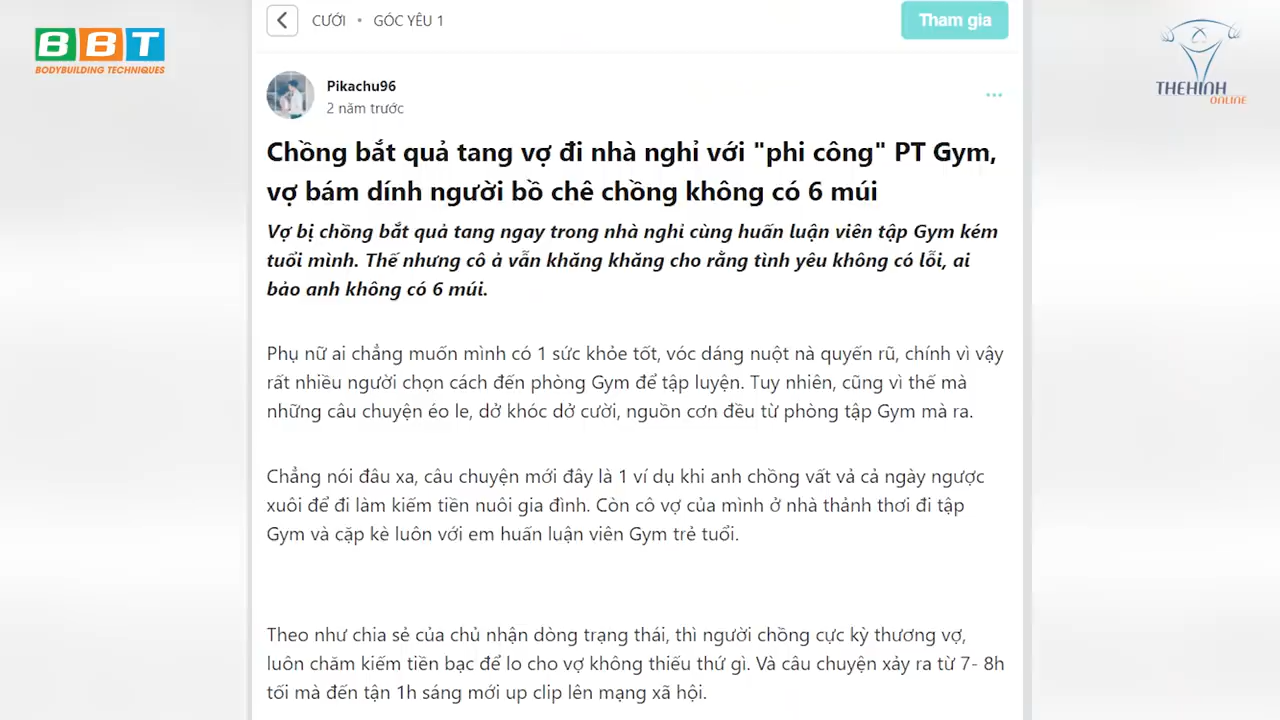 BBT
BODYBUILDING TECHNIQUES
CƯỚI • GÓC YÊU 1
Tham gia
THEHINH
ONLINE
Pikachu96
2 năm trước
Chồng bắt quả tang vợ đi nhà nghỉ với "phi công" PT Gym,
vợ bám dính người bồ chê chồng không có 6 múi
Vợ bị chồng bắt quả tang ngay trong nhà nghỉ cùng huấn luận viên tập Gym kém
tuổi mình. Thế nhưng cô ả vẫn khăng khăng cho rằng tình yêu không có lỗi, ai
bảo anh không có 6 múi.
Phụ nữ ai chẳng muốn mình có 1 sức khỏe tốt, vóc dáng nuột nà quyến rũ, chính vì vậy
rất nhiều người chọn cách đến phòng Gym để tập luyện. Tuy nhiên, cũng vì thế mà
những câu chuyện éo le, dở khóc dở cười, nguồn cơn đều từ phòng tập Gym mà ra.
Chẳng nói đâu xa, câu chuyện mới đây là 1 ví dụ khi anh chồng vất vả cả ngày ngược
xuôi để đi làm kiếm tiền nuôi gia đình. Còn cô vợ của mình ở nhà thảnh thơi đi tập
Gym và cặp kè luôn với em huấn luận viên Gym trẻ tuổi.
Theo như chia sẻ của chủ nhận dòng trạng thái, thì người chồng cực kỳ thương vợ,
luôn chăm kiếm tiền bạc để lo cho vợ không thiếu thứ gì. Và câu chuyện xảy ra từ 7- 8h
tối mà đến tận 1h sáng mới up clip lên mạng xã hội.